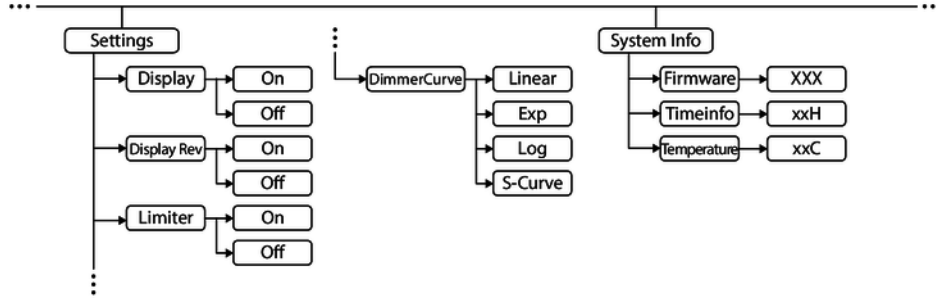 Settings
Display
On
Off
Display Rev
On
Off
Limiter
On
Off
DimmerCurve
Linear
Exp
Log
S-Curve
System Info
Firmware
XXX
Timeinfo
xxH
Temperature
xxC